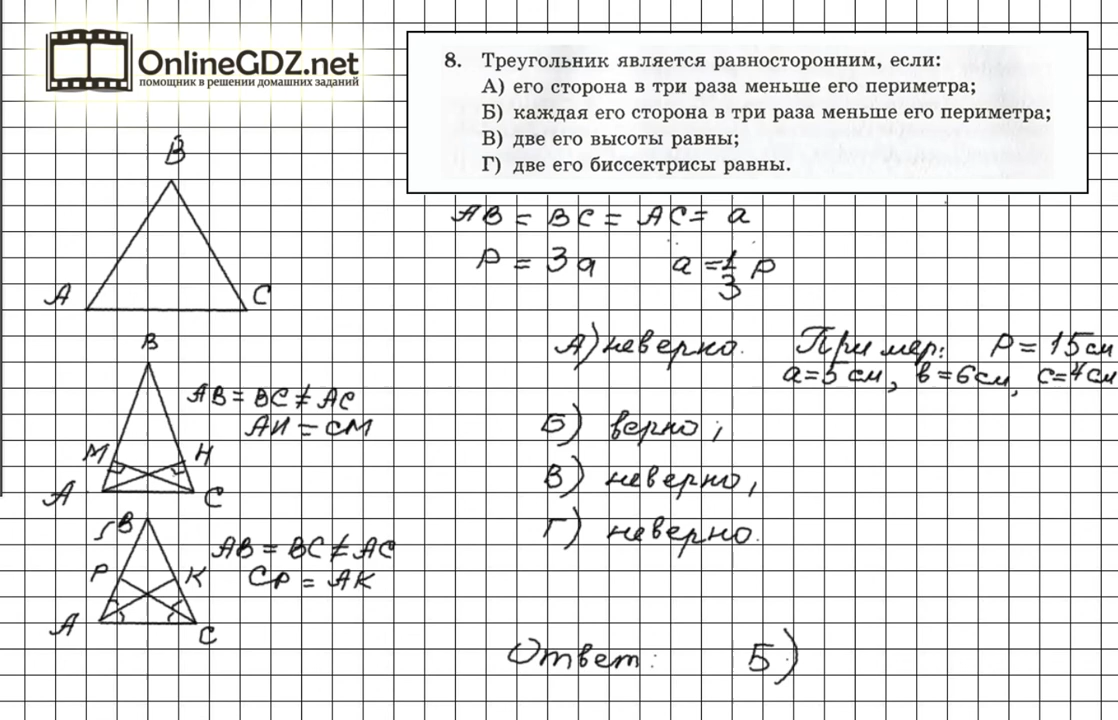 OnlineGDZ.net
помощник в решении домашних заданий
8. Треугольник является равносторонним, если:
А) его сторона в три раза меньше его периметра;
Б) каждая его сторона в три раза меньше его периметра;
В) две его высоты равны;
Г) две его биссектрисы равны.
B
A
C
AB = BC = AC = a
P = 3a a = 1/3 P
А) неверно. Пример: P = 15 см
a = 5 см, в = 6 см, c = 4 см
Б) верно;
В) неверно,
Г) неверно.
B
AB = BC ≠ AC
AH = CM
M
H
A
C
B
AB = BC ≠ AC
P
K
CP = AK
A
C
Ответ: Б)